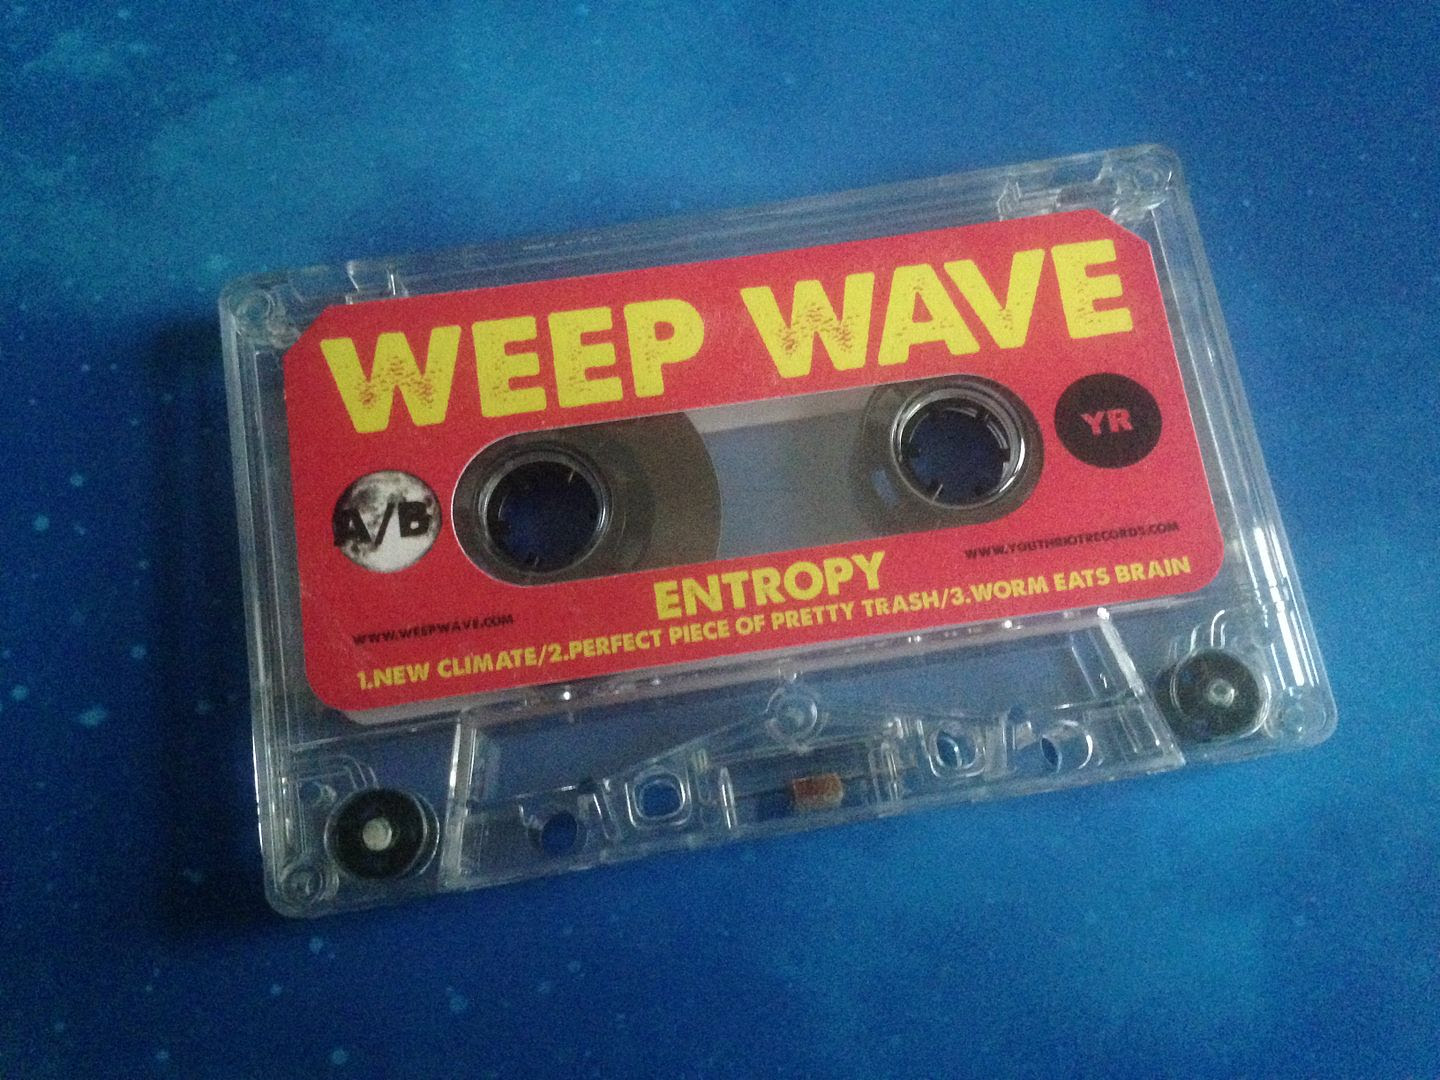 WEEP WAVE
YR
A/B
WWW.YOUTHRIOTRECORDS.COM
ENTROPY
WWW.WEEPWAVE.COM
1.NEW CLIMATE/2.PERFECT PIECE OF PRETTY TRASH/3.WORM EATS BRAIN